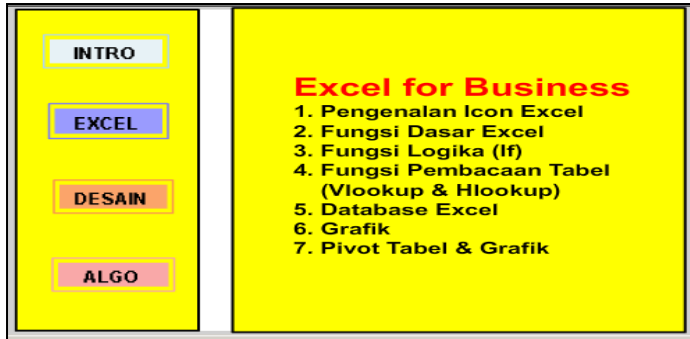 INTRO
EXCEL
DESAIN
ALGO
Excel for Business
1. Pengenalan Icon Excel
2. Fungsi Dasar Excel
3. Fungsi Logika (If)
4. Fungsi Pembacaan Tabel
(Vlookup & Hlookup)
5. Database Excel
6. Grafik
7. Pivot Tabel & Grafik